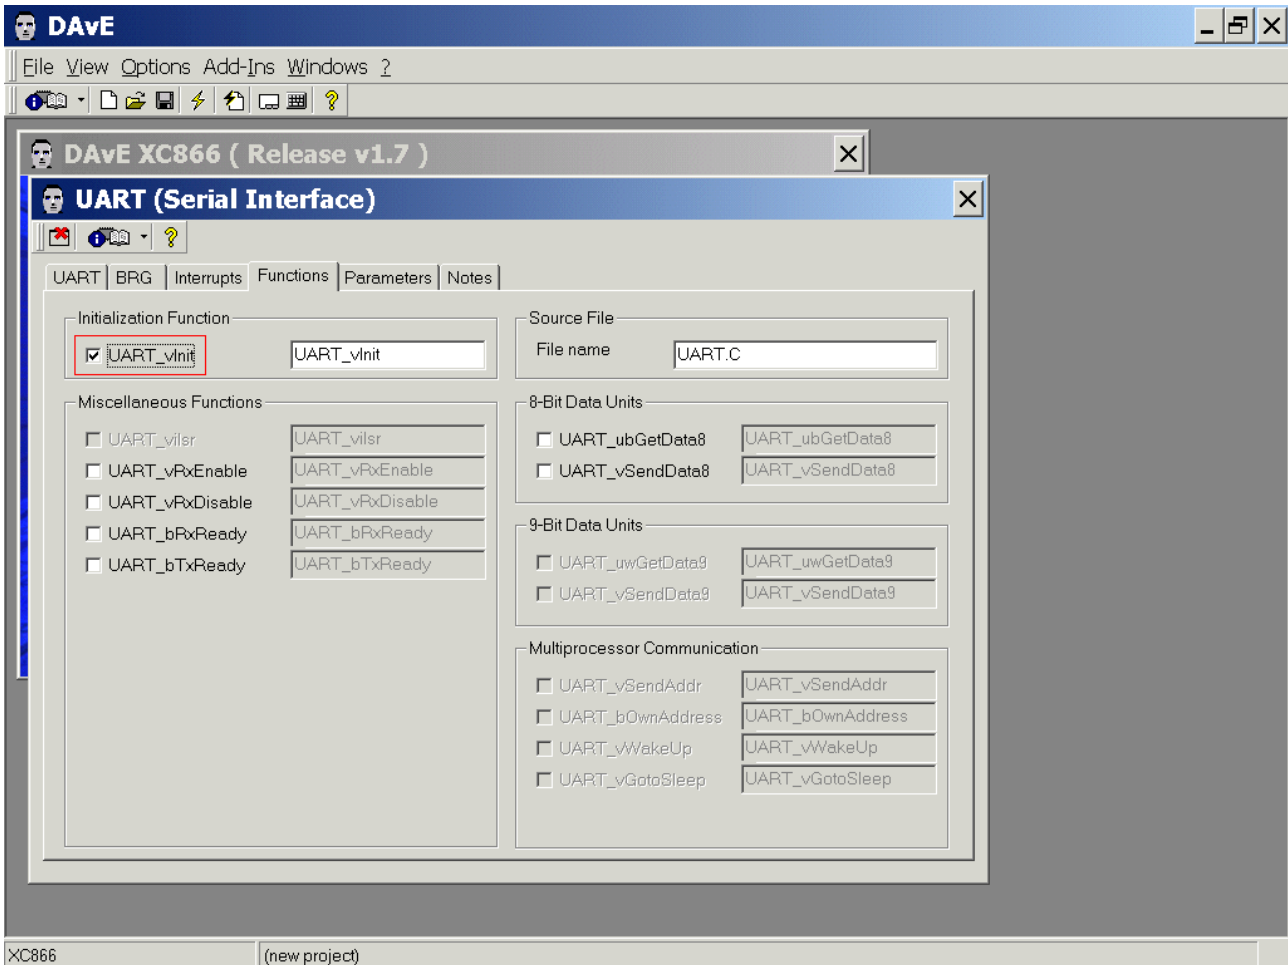 DAvE
File View Options Add-Ins Windows ?
DAvE XC866 ( Release v1.7 )
UART (Serial Interface)
UART BRG Interrupts Functions Parameters Notes
Initialization Function
UART_vInit UART_vInit
Source File
File name UART.C
Miscellaneous Functions
UART_viIsr UART_viIsr
UART_vRxEnable UART_vRxEnable
UART_vRxDisable UART_vRxDisable
UART_bRxReady UART_bRxReady
UART_bTxReady UART_bTxReady
8-Bit Data Units
UART_ubGetData8 UART_ubGetData8
UART_vSendData8 UART_vSendData8
9-Bit Data Units
UART_uwGetData9 UART_uwGetData9
UART_vSendData9 UART_vSendData9
Multiprocessor Communication
UART_vSendAddr UART_vSendAddr
UART_bOwnAddress UART_bOwnAddress
UART_vWakeUp UART_vWakeUp
UART_vGotoSleep UART_vGotoSleep
XC866 (new project)